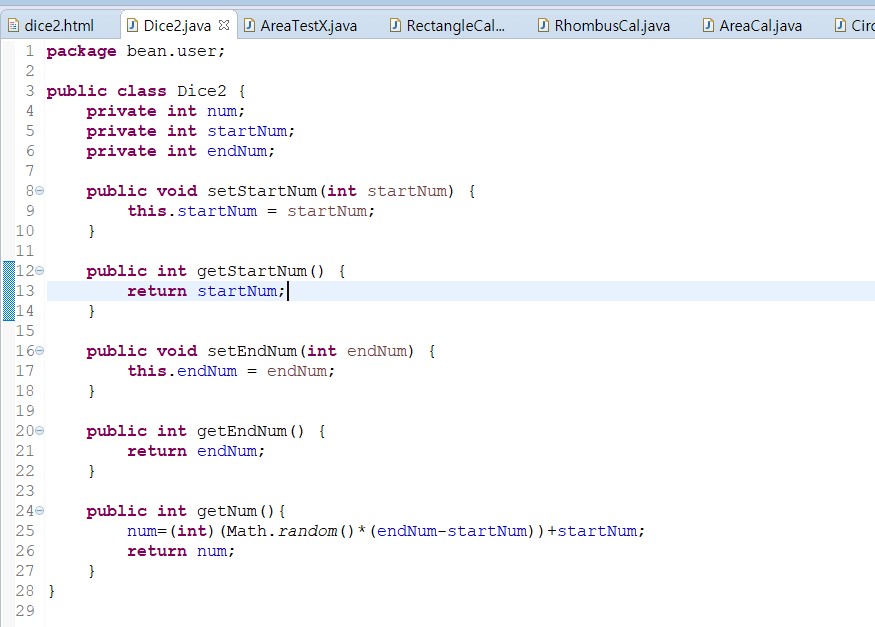 dice2.html Dice2.java AreaTestX.java RectangleCal... RhombusCal.java AreaCal.java Circ
1 package bean.user;
2
3 public class Dice2 {
4 private int num;
5 private int startNum;
6 private int endNum;
7
8 public void setStartNum(int startNum) {
9 this.startNum = startNum;
10 }
11
12 public int getStartNum() {
13 return startNum;
14 }
15
16 public void setEndNum(int endNum) {
17 this.endNum = endNum;
18 }
19
20 public int getEndNum() {
21 return endNum;
22 }
23
24 public int getNum(){
25 num=(int)(Math.random()*(endNum-startNum))+startNum;
26 return num;
27 }
28 }
29